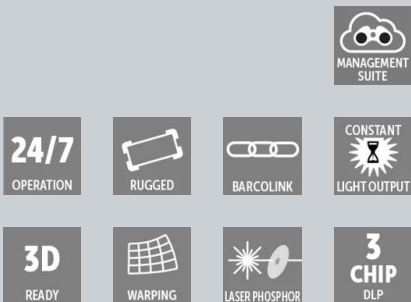 MANAGEMENT
SUITE
24/7
OPERATION
RUGGED
BARCOLINK
CONSTANT
LIGHT OUTPUT
3D
READY
WARPING
LASER PHOSPHOR
3
CHIP
DLP